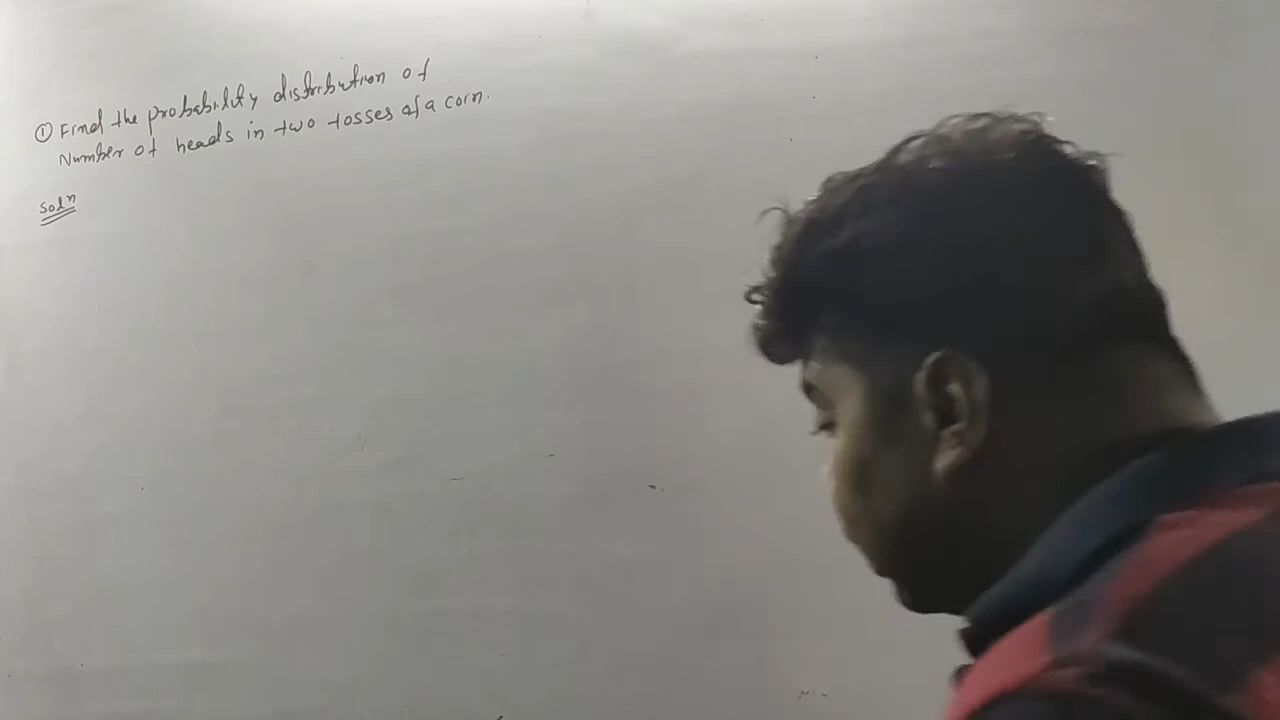 ① Find the probability distribution of
Number of heads in two tosses of a coin.
Solⁿ